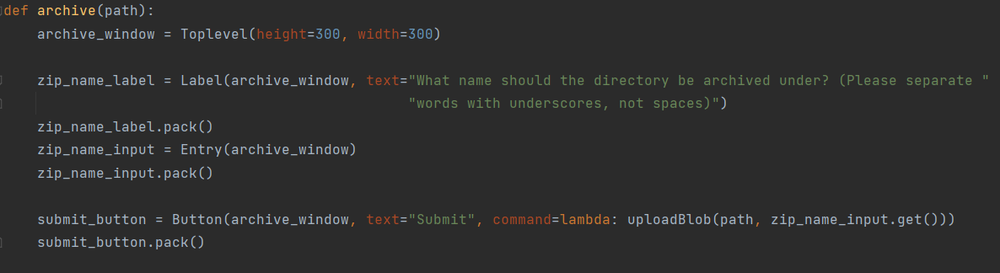 def archive(path):
    archive_window = Toplevel(height=300, width=300)
    zip_name_label = Label(archive_window, text="What name should the directory be archived under? (Please separate "
                                                "words with underscores, not spaces)")
    zip_name_label.pack()
    zip_name_input = Entry(archive_window)
    zip_name_input.pack()
    submit_button = Button(archive_window, text="Submit", command=lambda: uploadBlob(path, zip_name_input.get()))
    submit_button.pack()